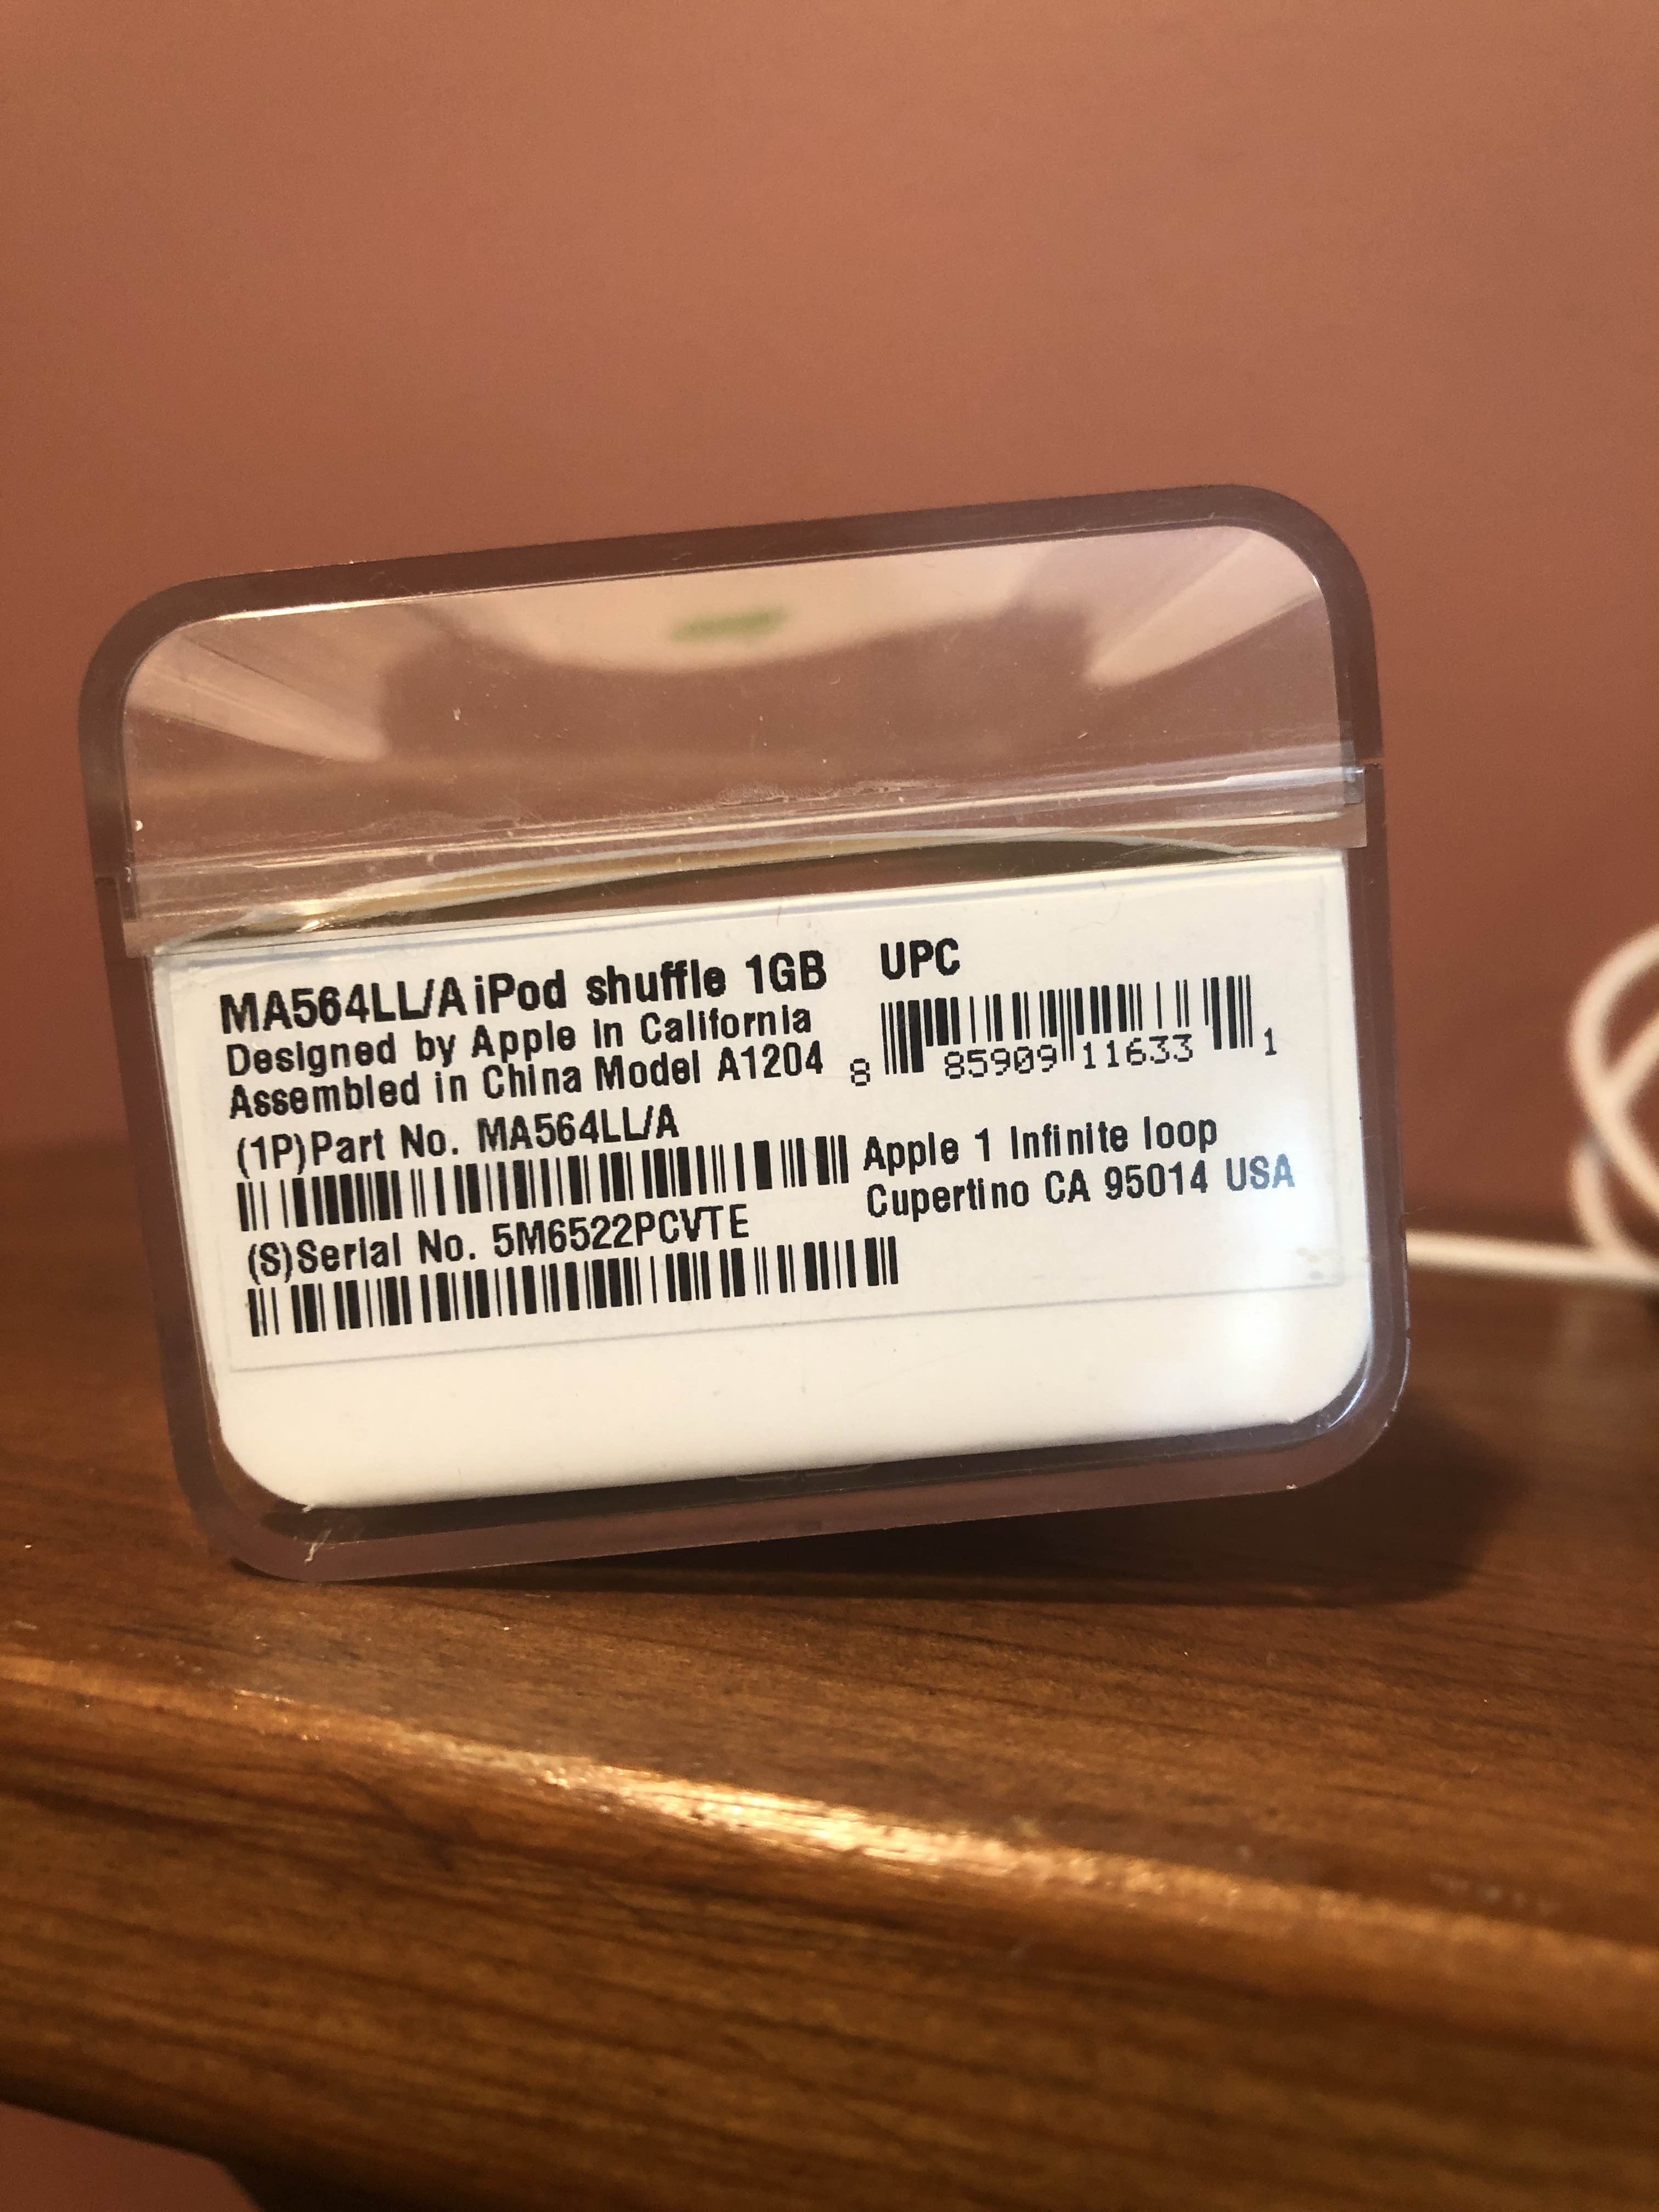 MA564LL/A iPod shuffle 1GB
Designed by Apple in California
Assembled in China Model A1204
(1P)Part No. MA564LL/A
(S)Serial No. 5M6522PCVTE
UPC
8 85909 11633 1
Apple 1 Infinite loop
Cupertino CA 95014 USA